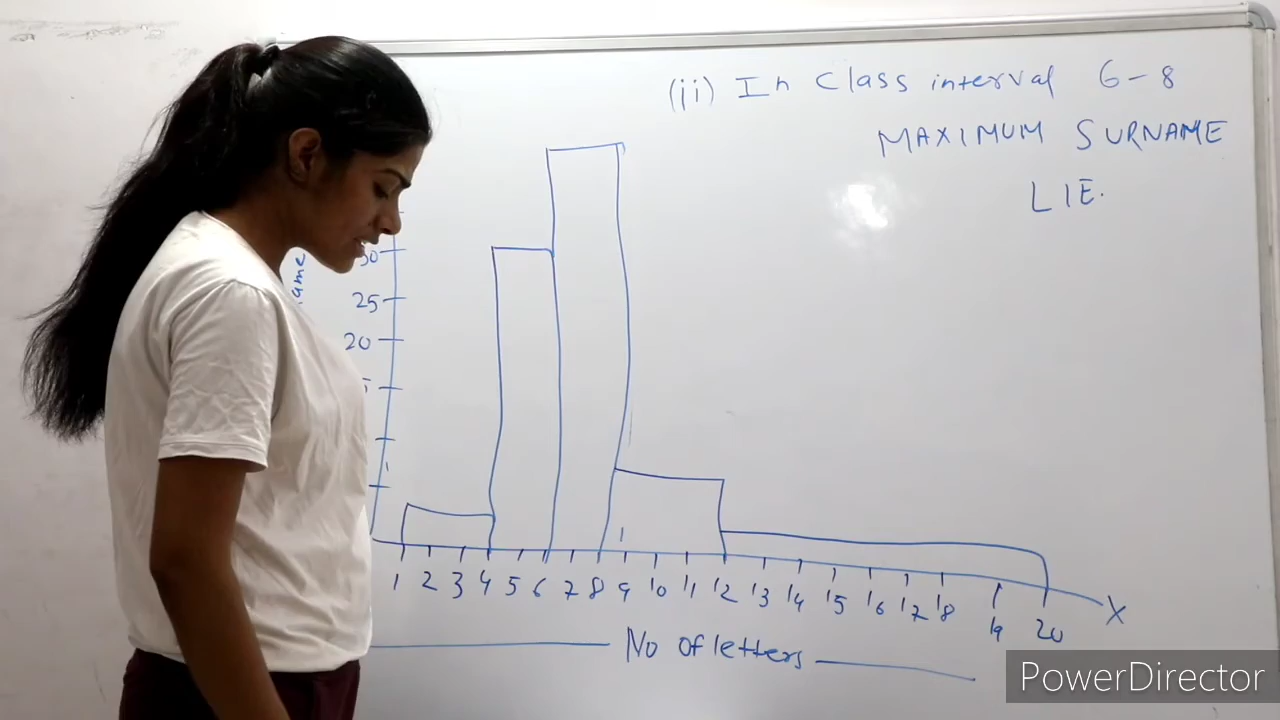 (ii) In Class interval 6-8
MAXIMUM SURNAME
LIE.
30
25
20
5
1 2 3 4 5 6 7 8 9 10 11 12 13 14 15 16 17 18 19 20 X
No of letters
PowerDirector